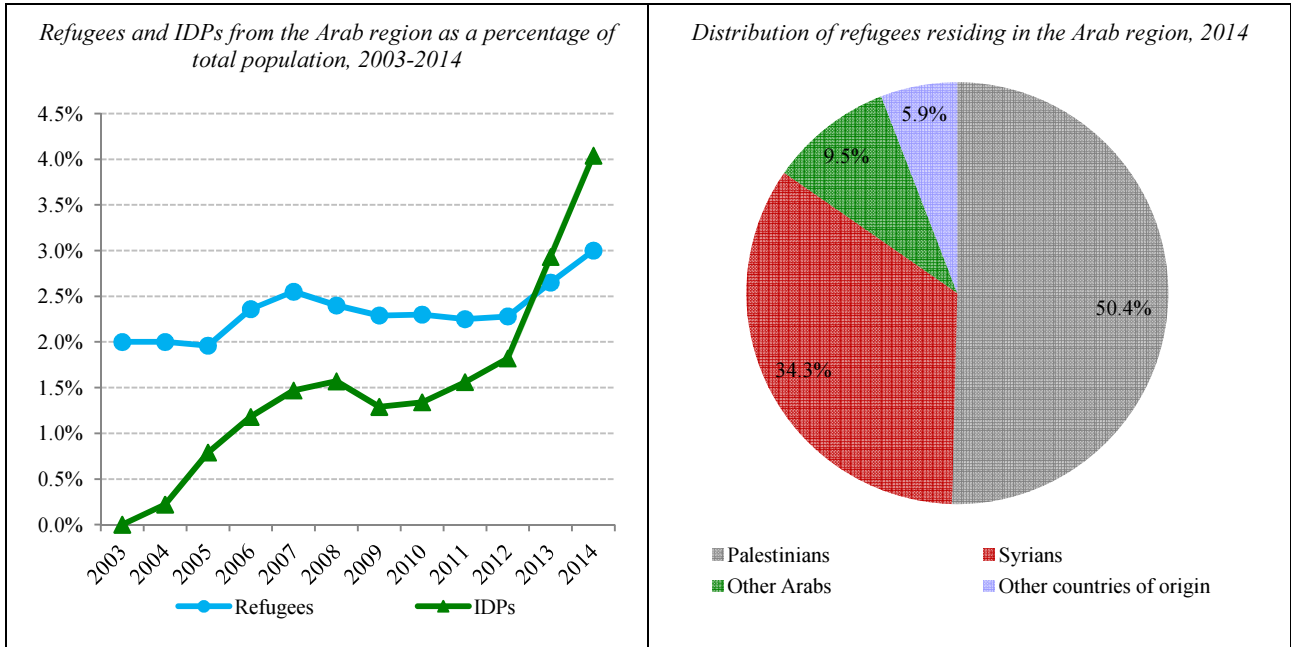 Refugees and IDPs from the Arab region as a percentage of
total population, 2003-2014
4.5%
4.0%
3.5%
3.0%
2.5%
2.0%
1.5%
1.0%
0.5%
0.0%
2003
2004
2005
2006
2007
2008
2009
2010
2011
2012
2013
2014
Refugees
IDPs
Distribution of refugees residing in the Arab region, 2014
5.9%
9.5%
50.4%
34.3%
Palestinians
Syrians
Other Arabs
Other countries of origin